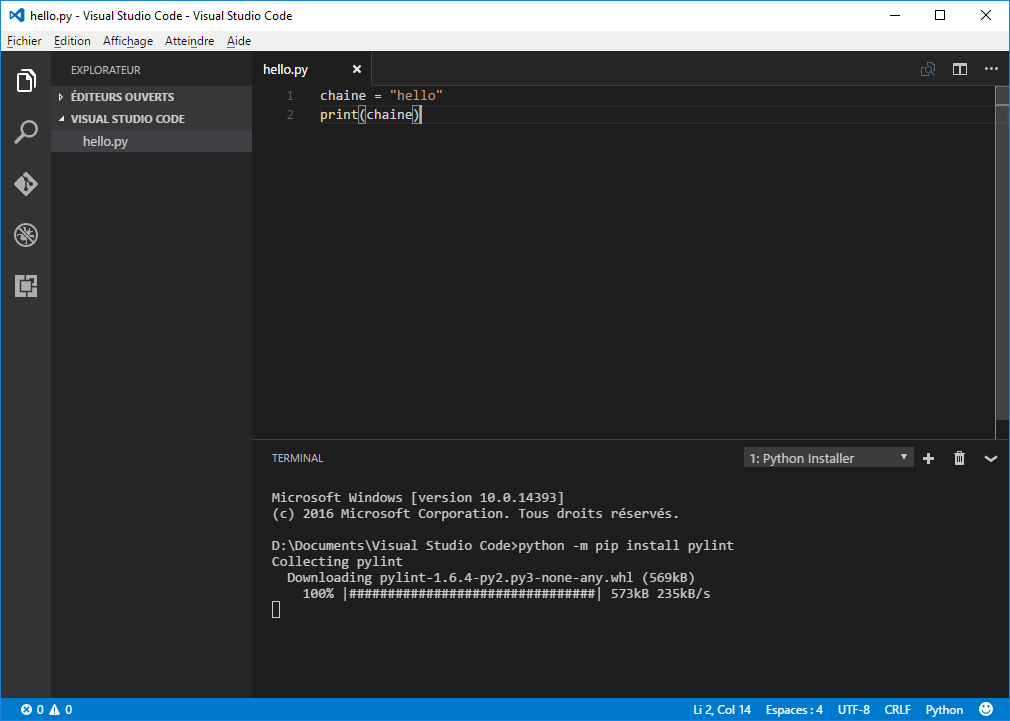 hello.py - Visual Studio Code - Visual Studio Code
Fichier Edition Affichage Atteindre Aide
EXPLORATEUR
ÉDITEURS OUVERTS
VISUAL STUDIO CODE
hello.py
hello.py
1 chaine = "hello"
2 print(chaine)
TERMINAL
1: Python Installer
Microsoft Windows [version 10.0.14393]
(c) 2016 Microsoft Corporation. Tous droits réservés.
D:\Documents\Visual Studio Code>python -m pip install pylint
Collecting pylint
Downloading pylint-1.6.4-py2.py3-none-any.whl (569kB)
100% |################################| 573kB 235kB/s
0 0 Li 2, Col 14 Espaces : 4 UTF-8 CRLF Python